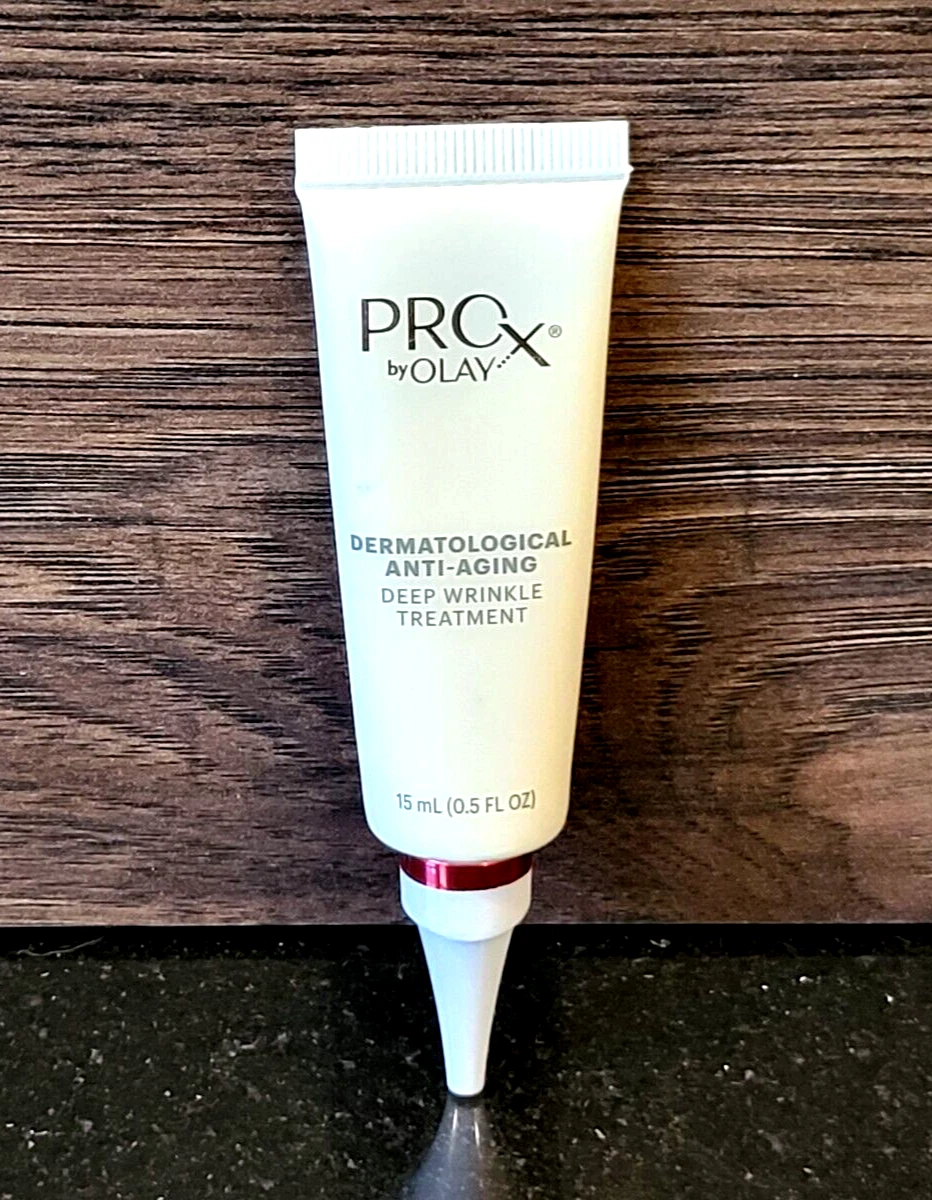 PROX®
by OLAY
DERMATOLOGICAL
ANTI-AGING
DEEP WRINKLE
TREATMENT
15 mL (0.5 FL OZ)